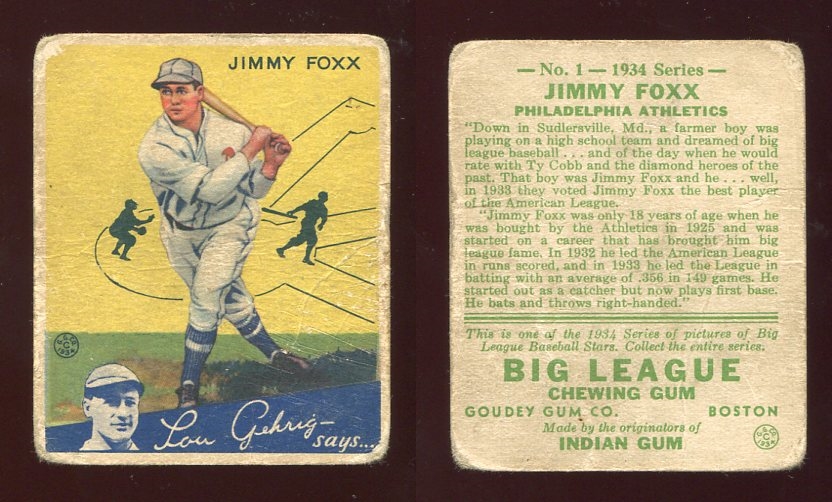 JIMMY FOXX
G.G.CO.
C
1934
Lou Gehrig—
says...
— No. 1 — 1934 Series —
JIMMY FOXX
PHILADELPHIA ATHLETICS
"Down in Sudlersville, Md., a farmer boy was
playing on a high school team and dreamed of big
league baseball . . . and of the day when he would
rate with Ty Cobb and the diamond heroes of the
past. That boy was Jimmy Foxx and he . . . well,
in 1933 they voted Jimmy Foxx the best player
of the American League.
"Jimmy Foxx was only 18 years of age when he
was bought by the Athletics in 1925 and was
started on a career that has brought him big
league fame. In 1932 he led the American League
in runs scored, and in 1933 he led the League in
batting with an average of .356 in 149 games. He
started out as a catcher but now plays first base.
He bats and throws right-handed."
This is one of the 1934 Series of pictures of Big
League Baseball Stars. Collect the entire series.
BIG LEAGUE
CHEWING GUM
GOUDEY GUM CO. BOSTON
Made by the originators of
INDIAN GUM